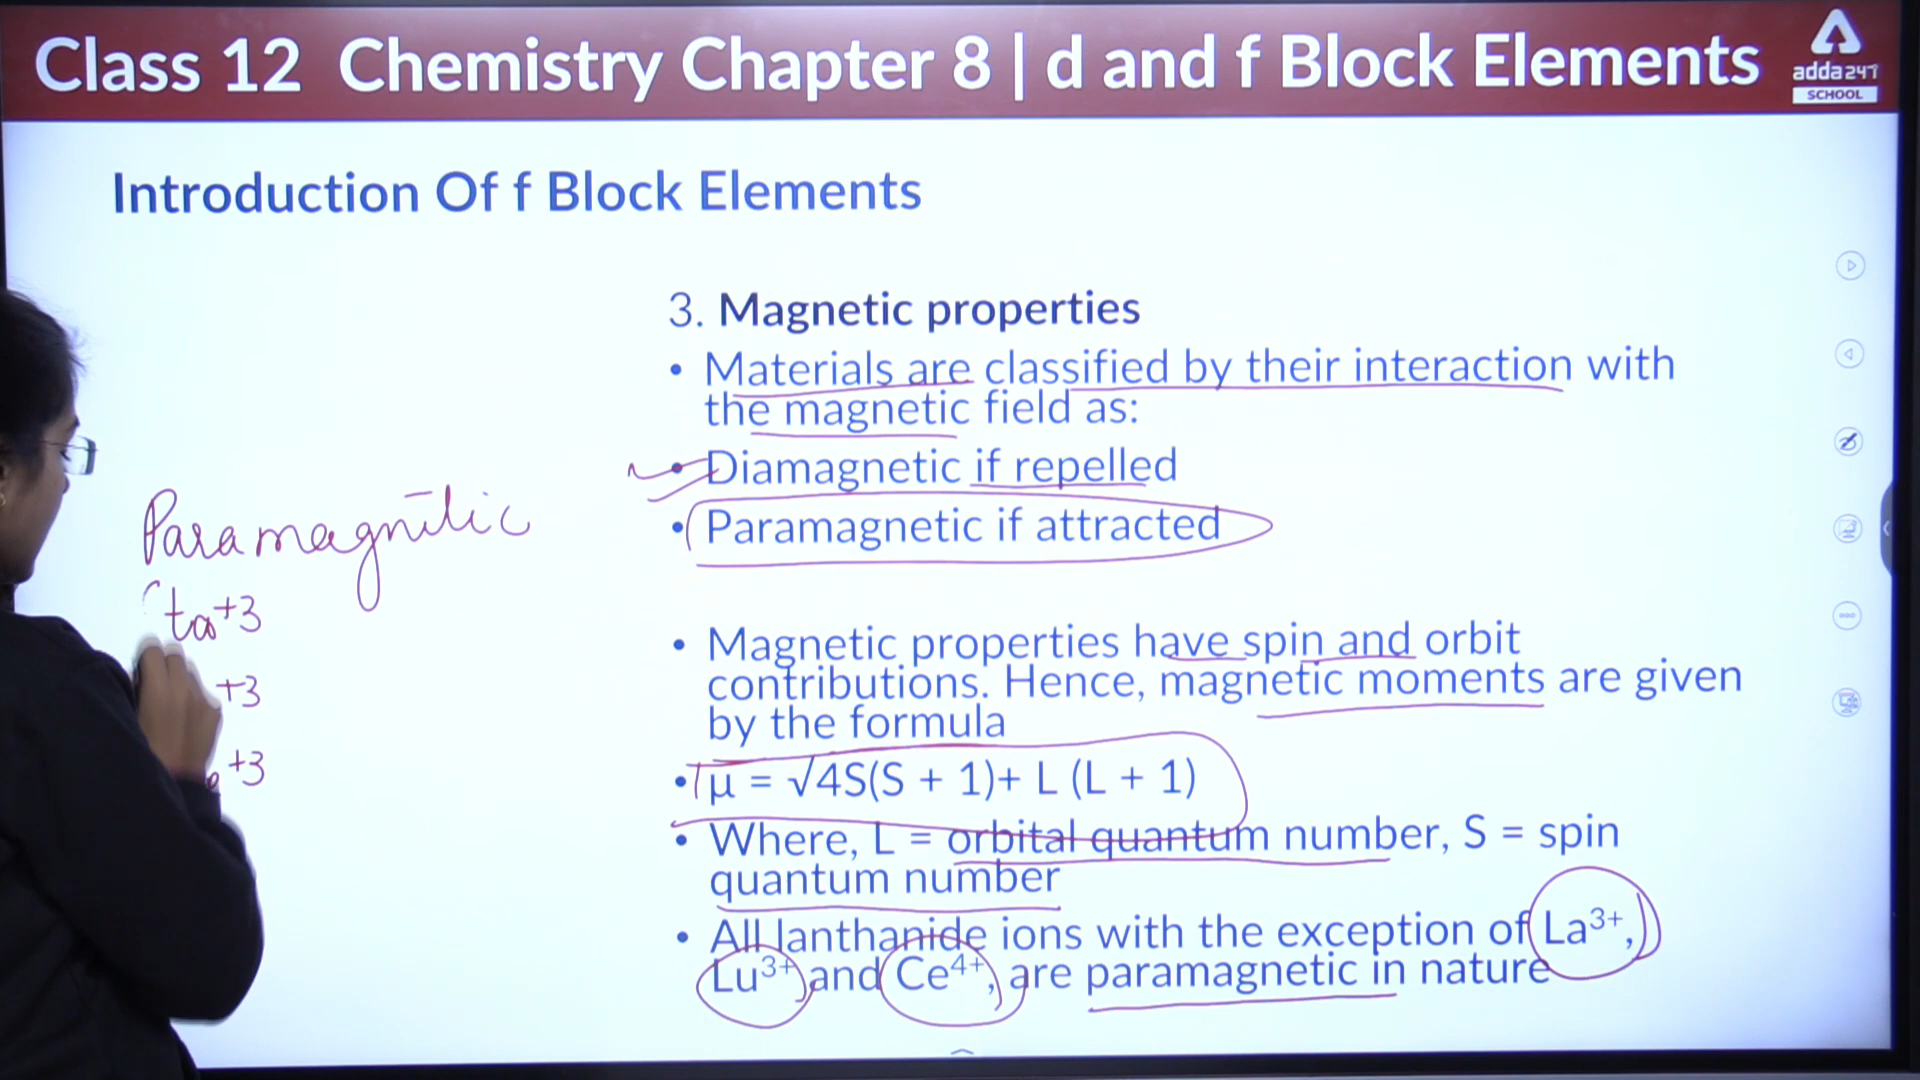 Class 12 Chemistry Chapter 8 | d and f Block Elements
adda247
SCHOOL
Introduction Of f Block Elements
3. Magnetic properties
• Materials are classified by their interaction with
the magnetic field as:
• Diamagnetic if repelled
• Paramagnetic if attracted
• Magnetic properties have spin and orbit
contributions. Hence, magnetic moments are given
by the formula
• μ = √4S(S + 1)+ L (L + 1)
• Where, L = orbital quantum number, S = spin
quantum number
• All lanthanide ions with the exception of La³⁺,
Lu³⁺ and Ce⁴⁺, are paramagnetic in nature
Paramagnetic
+3
+3
+3